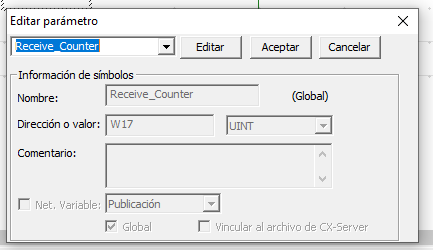 Editar parámetro
Receive_Counter Editar Aceptar Cancelar
Información de símbolos
Nombre: Receive_Counter (Global)
Dirección o valor: W17 UINT
Comentario:
Net. Variable: Publicación
Global Vincular al archivo de CX-Server